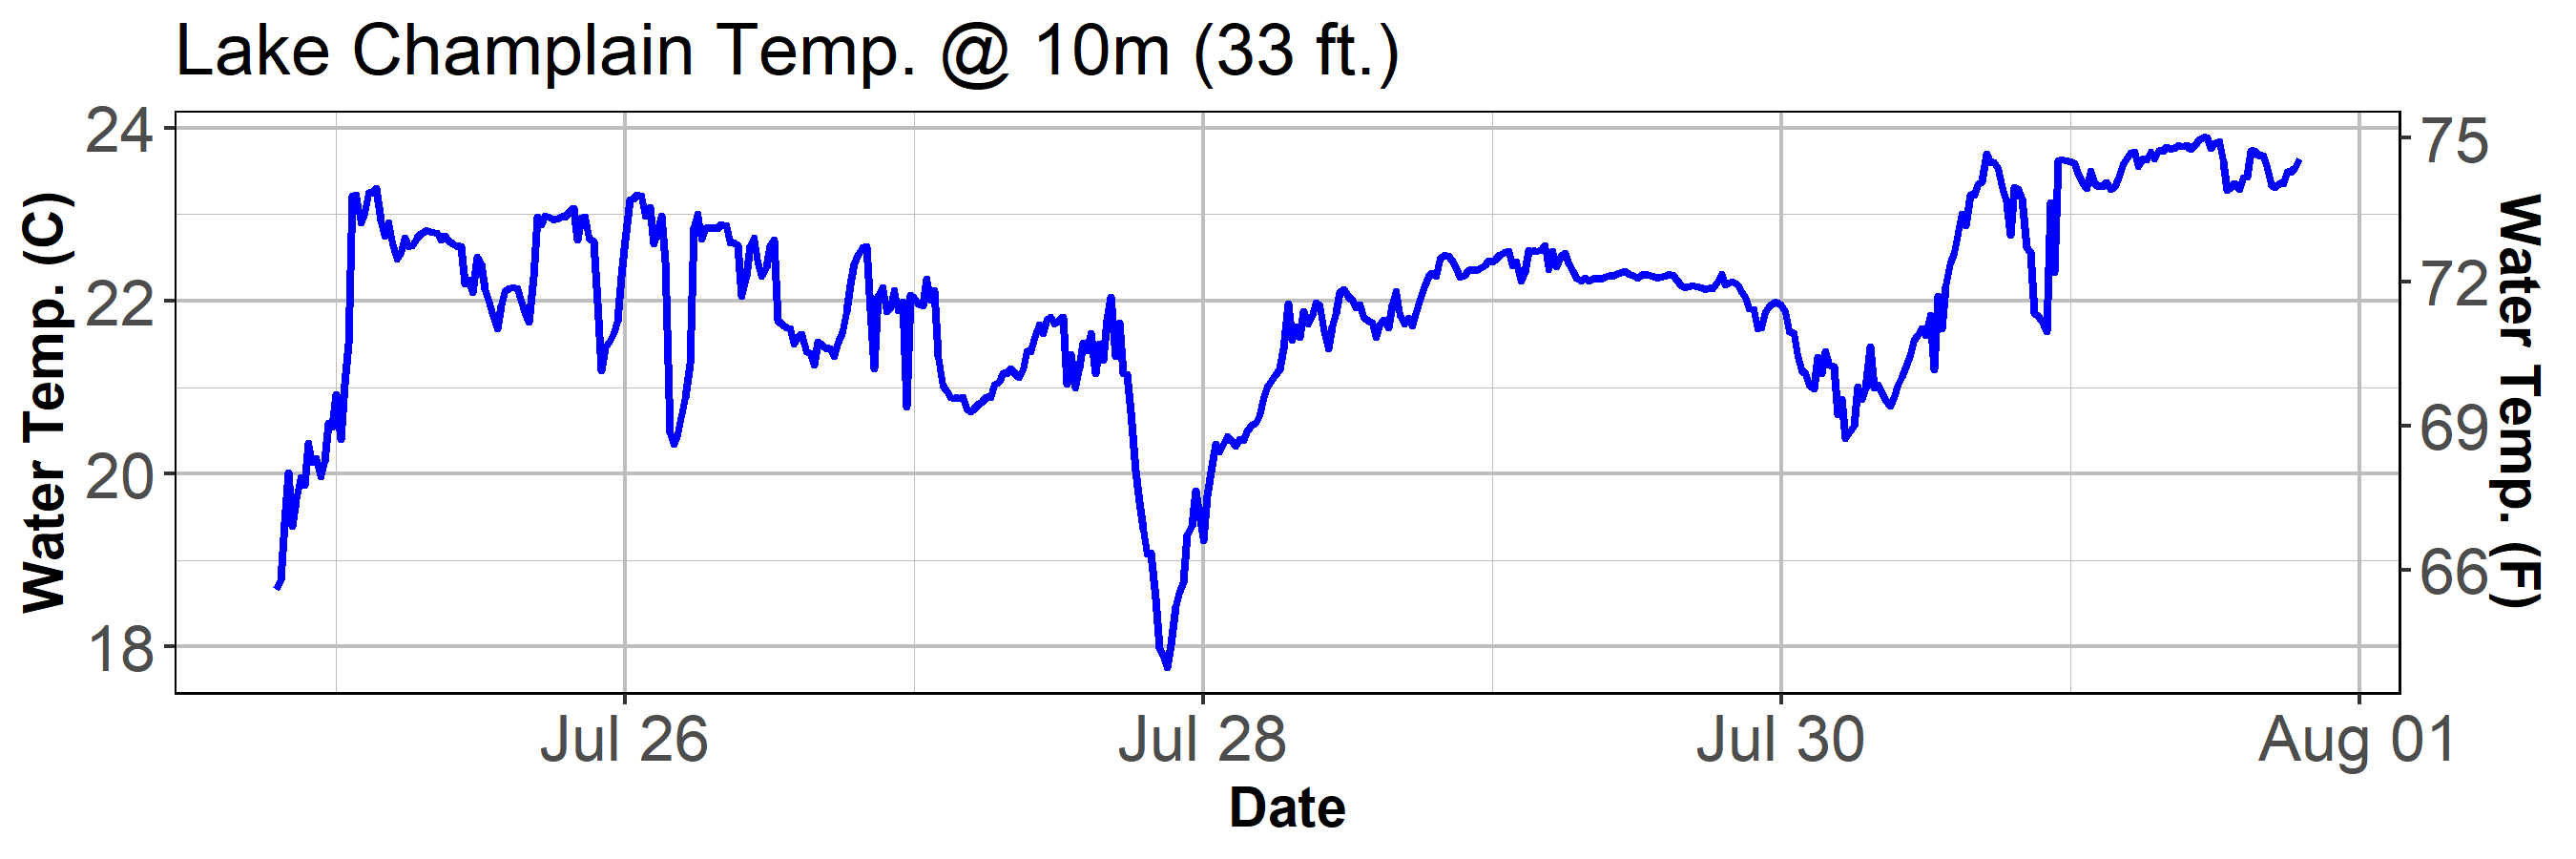 Lake Champlain Temp. @ 10m (33 ft.)
Water Temp. (C)
24
22
20
18
75
72
69
66
Water Temp. (F)
Jul 26
Jul 28
Jul 30
Aug 01
Date